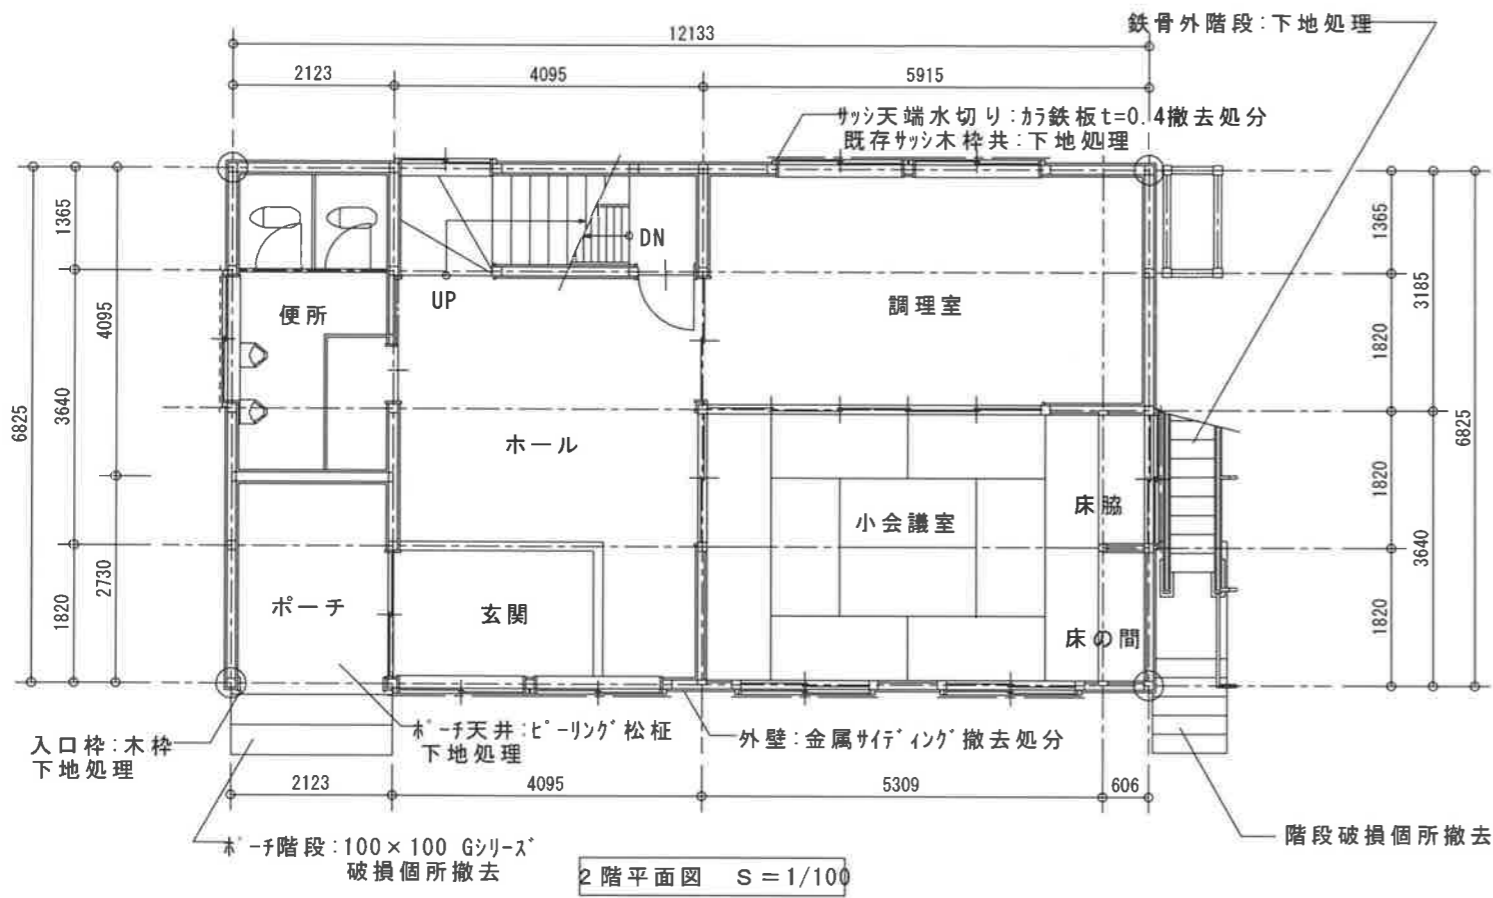 鉄骨外階段:下地処理
12133
2123
4095
5915
サッシ天端水切り:カラ鉄板t=0.4撤去処分
既存サッシ木枠共:下地処理
1365
4095
3640
6825
2730
1820
1365
3185
1820
6825
1820
3640
1820
DN
UP
便所
調理室
ホール
小会議室
床脇
ポーチ
玄関
床の間
入口枠:木枠
下地処理
ポーチ天井:ピーリング松柾
下地処理
外壁:金属サイディング撤去処分
2123
4095
5309
606
ポーチ階段:100×100 Gシリーズ
破損個所撤去
階段破損個所撤去
2階平面図 S=1/100